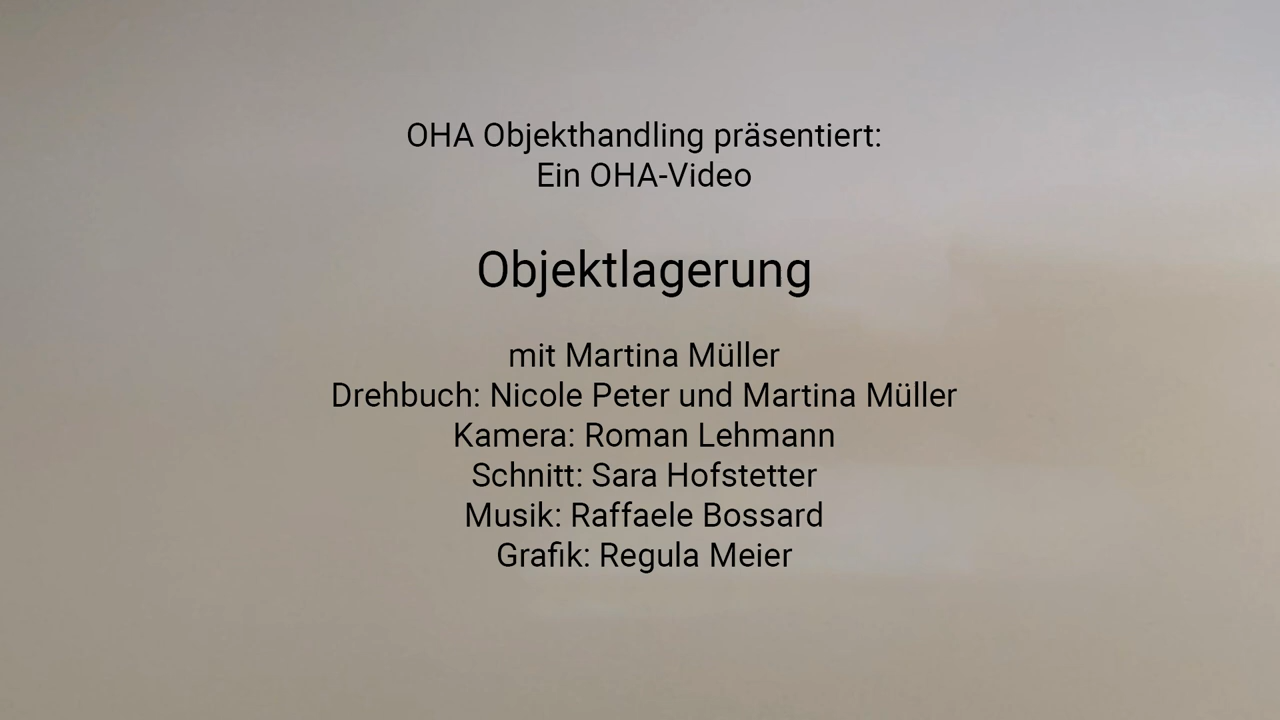 OHA Objekthandling präsentiert:
Ein OHA-Video
Objektlagerung
mit Martina Müller
Drehbuch: Nicole Peter und Martina Müller
Kamera: Roman Lehmann
Schnitt: Sara Hofstetter
Musik: Raffaele Bossard
Grafik: Regula Meier